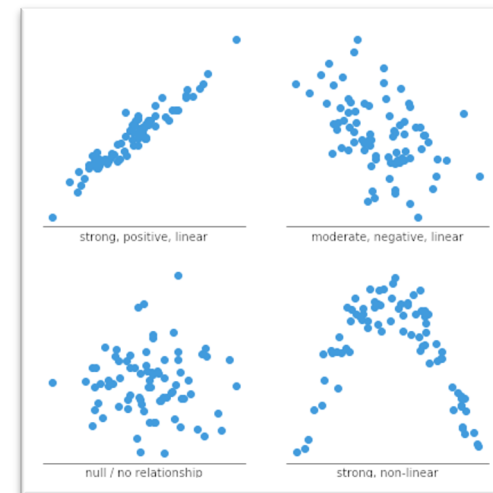 strong, positive, linear
moderate, negative, linear
null / no relationship
strong, non-linear